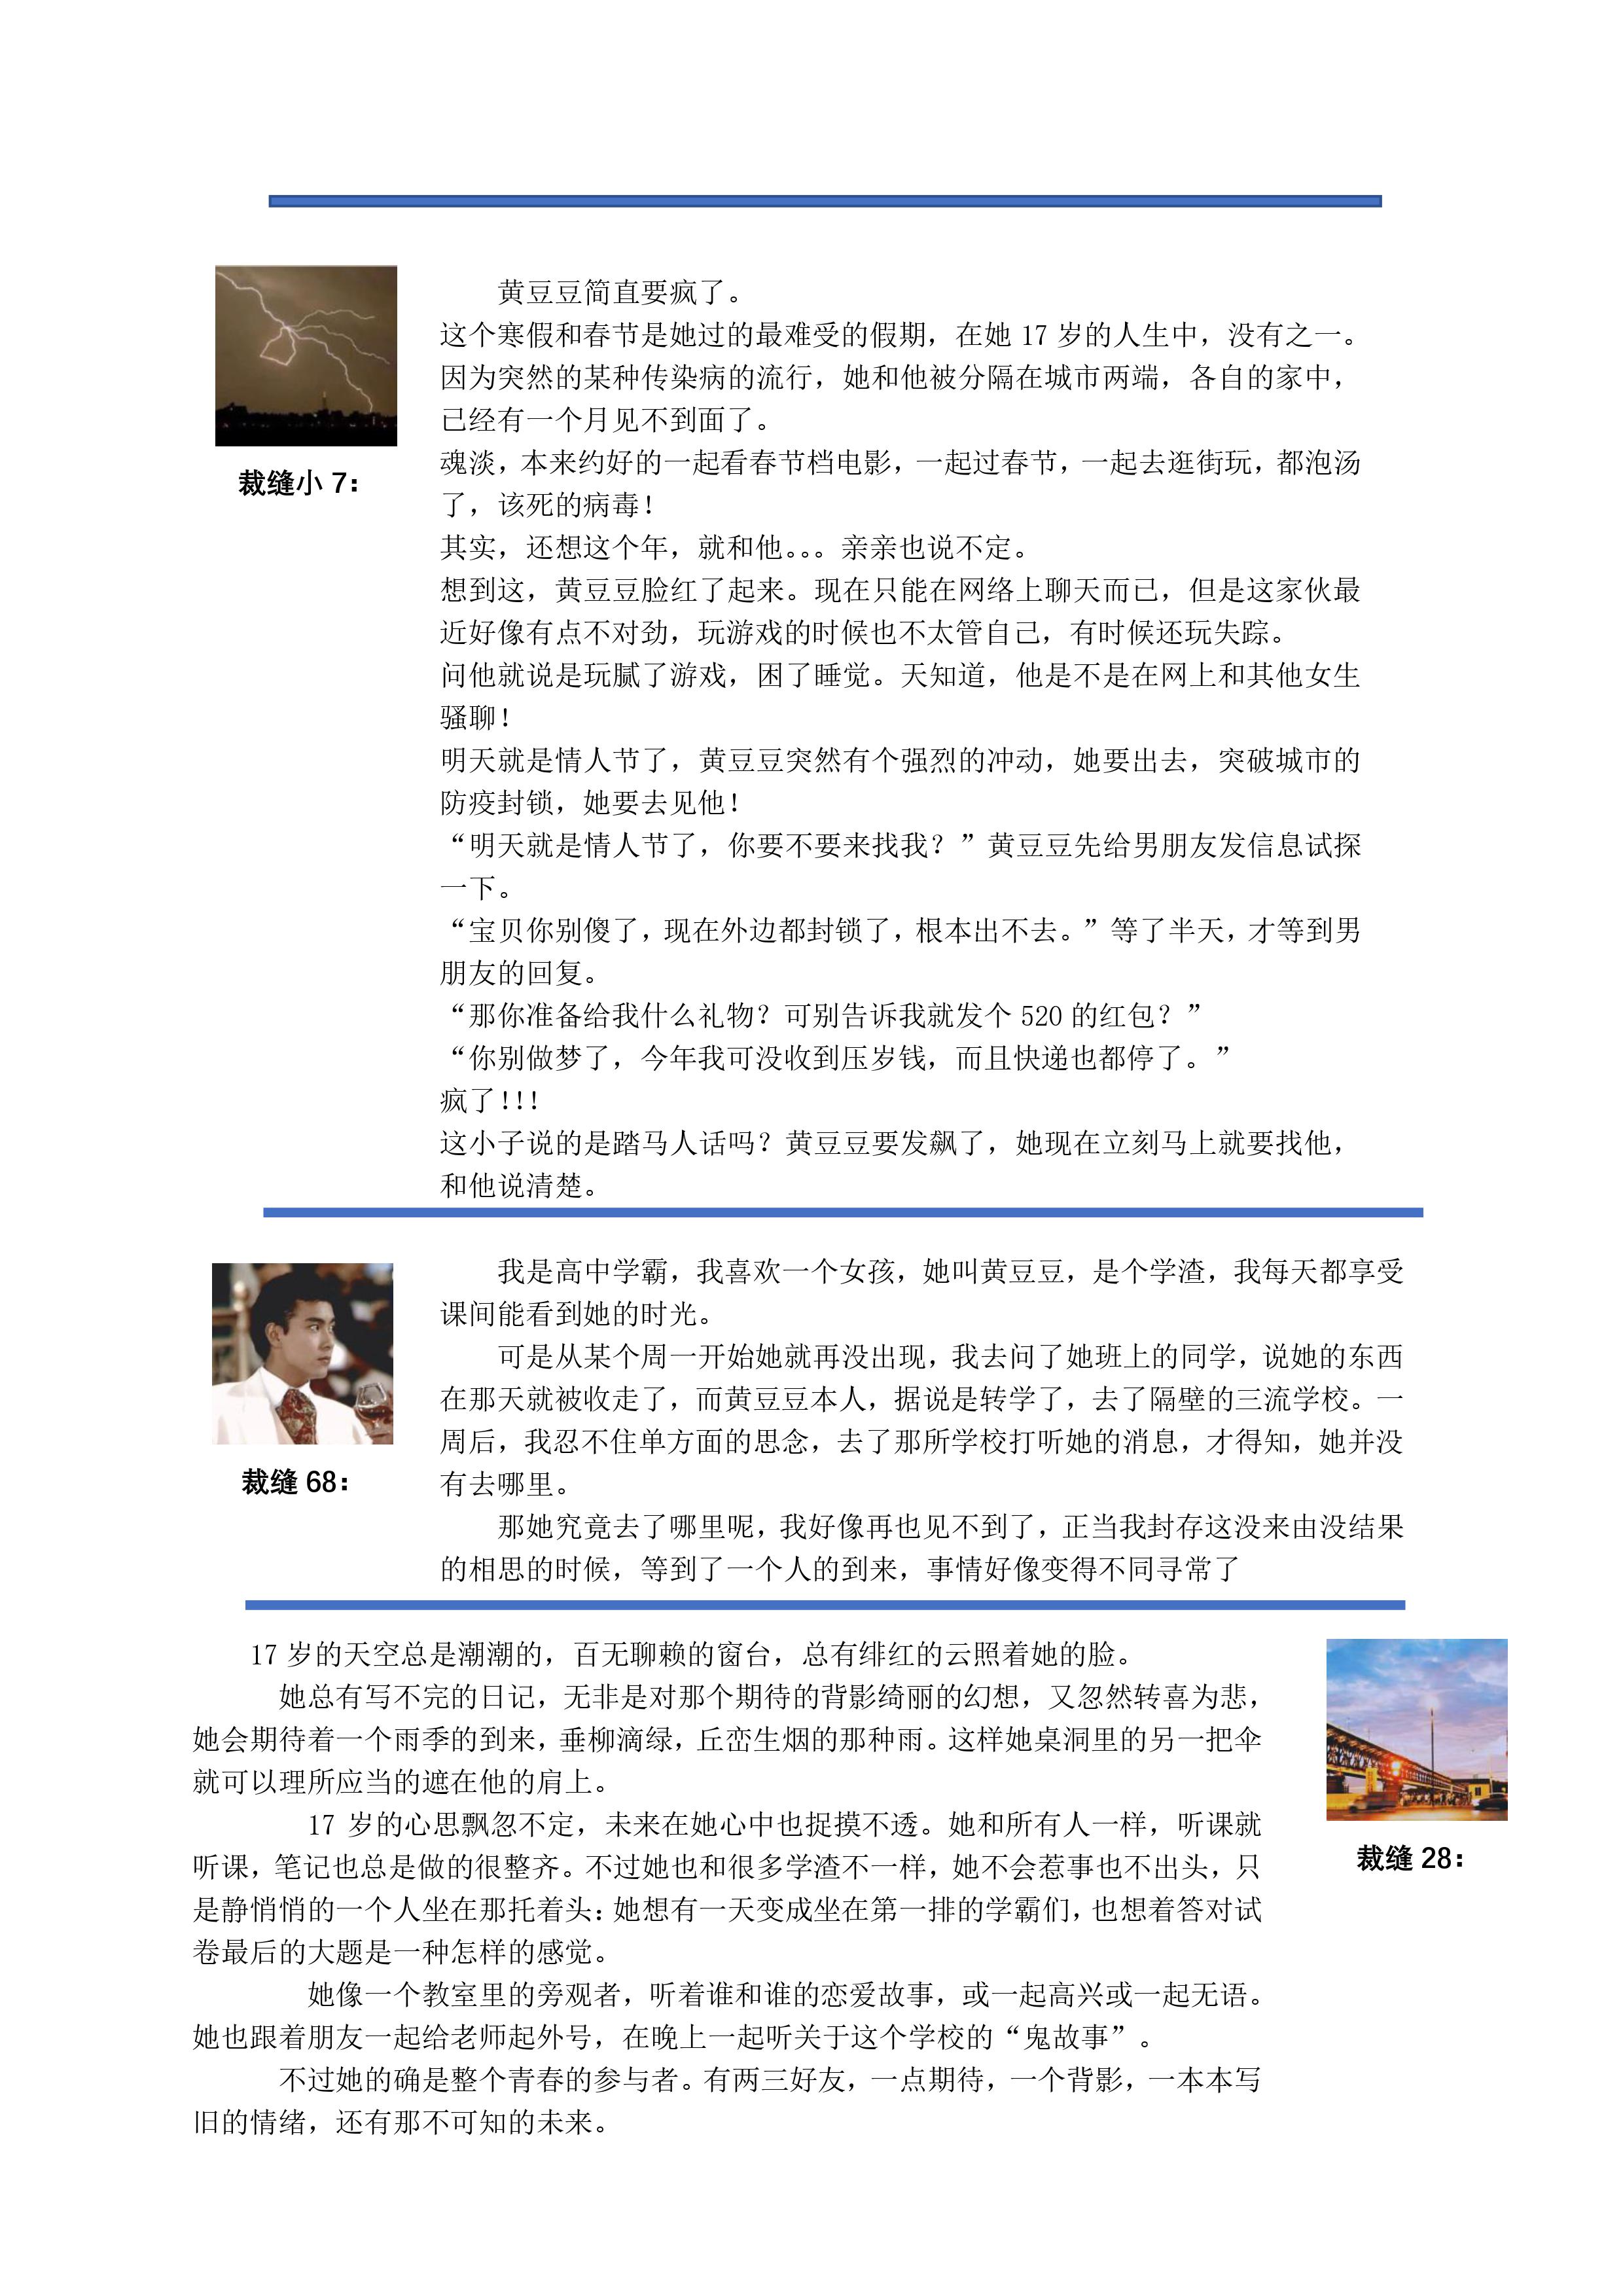 黄豆豆简直要疯了。
这个寒假和春节是她过的最难受的假期，在她 17 岁的人生中，没有之一。
因为突然的某种传染病的流行，她和他被分隔在城市两端，各自的家中，
已经有一个月见不到面了。
魂淡，本来约好的一起看春节档电影，一起过春节，一起去逛街玩，都泡汤
了，该死的病毒！
其实，还想这个年，就和他。。。亲亲也说不定。
想到这，黄豆豆脸红了起来。现在只能在网络上聊天而已，但是这家伙最
近好像有点不对劲，玩游戏的时候也不太管自己，有时候还玩失踪。
问他就说是玩腻了游戏，困了睡觉。天知道，他是不是在网上和其他女生
骚聊！
明天就是情人节了，黄豆豆突然有个强烈的冲动，她要出去，突破城市的
防疫封锁，她要去见他！
“明天就是情人节了，你要不要来找我？”黄豆豆先给男朋友发信息试探
一下。
“宝贝你别傻了，现在外边都封锁了，根本出不去。”等了半天，才等到男
朋友的回复。
“那你准备给我什么礼物？可别告诉我就发个 520 的红包？”
“你别做梦了，今年我可没收到压岁钱，而且快递也都停了。”
疯了！！！
这小子说的是踏马人话吗？黄豆豆要发飙了，她现在立刻马上就要找他，
和他说清楚。
裁缝小 7：
我是高中学霸，我喜欢一个女孩，她叫黄豆豆，是个学渣，我每天都享受
课间能看到她的时光。
可是从某个周一开始她就再没出现，我去问了她班上的同学，说她的东西
在那天就被收走了，而黄豆豆本人，据说是转学了，去了隔壁的三流学校。一
周后，我忍不住单方面的思念，去了那所学校打听她的消息，才得知，她并没
有去哪里。
那她究竟去了哪里呢，我好像再也见不到了，正当我封存这没来由没结果
的相思的时候，等到了一个人的到来，事情好像变得不同寻常了
裁缝 68：
17 岁的天空总是潮潮的，百无聊赖的窗台，总有绯红的云照着她的脸。
她总有写不完的日记，无非是对那个期待的背影绮丽的幻想，又忽然转喜为悲，
她会期待着一个雨季的到来，垂柳滴绿，丘峦生烟的那种雨。这样她桌洞里的另一把伞
就可以理所应当的遮在他的肩上。
17 岁的心思飘忽不定，未来在她心中也捉摸不透。她和所有人一样，听课就
听课，笔记也总是做的很整齐。不过她也和很多学渣不一样，她不会惹事也不出头，只
是静悄悄的一个人坐在那托着头：她想有一天变成坐在第一排的学霸们，也想着答对试
卷最后的大题是一种怎样的感觉。
她像一个教室里的旁观者，听着谁和谁的恋爱故事，或一起高兴或一起无语。
她也跟着朋友一起给老师起外号，在晚上一起听关于这个学校的“鬼故事”。
不过她的确是整个青春的参与者。有两三好友，一点期待，一个背影，一本本写
旧的情绪，还有那不可知的未来。
裁缝 28：